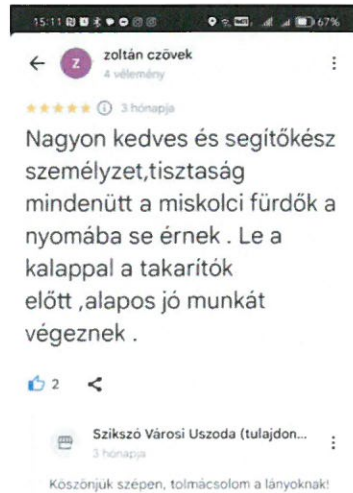 15:11 67%
zoltán czövek
Z
4 vélemény
3 hónapja
Nagyon kedves és segítőkész
személyzet,tisztaság
mindenütt a miskolci fürdők a
nyomába se érnek . Le a
kalappal a takarítók
előtt ,alapos jó munkát
végeznek .
2
Szikszó Városi Uszoda (tulajdon...
3 hónapja
Köszönjük szépen, tolmácsolom a lányoknak!